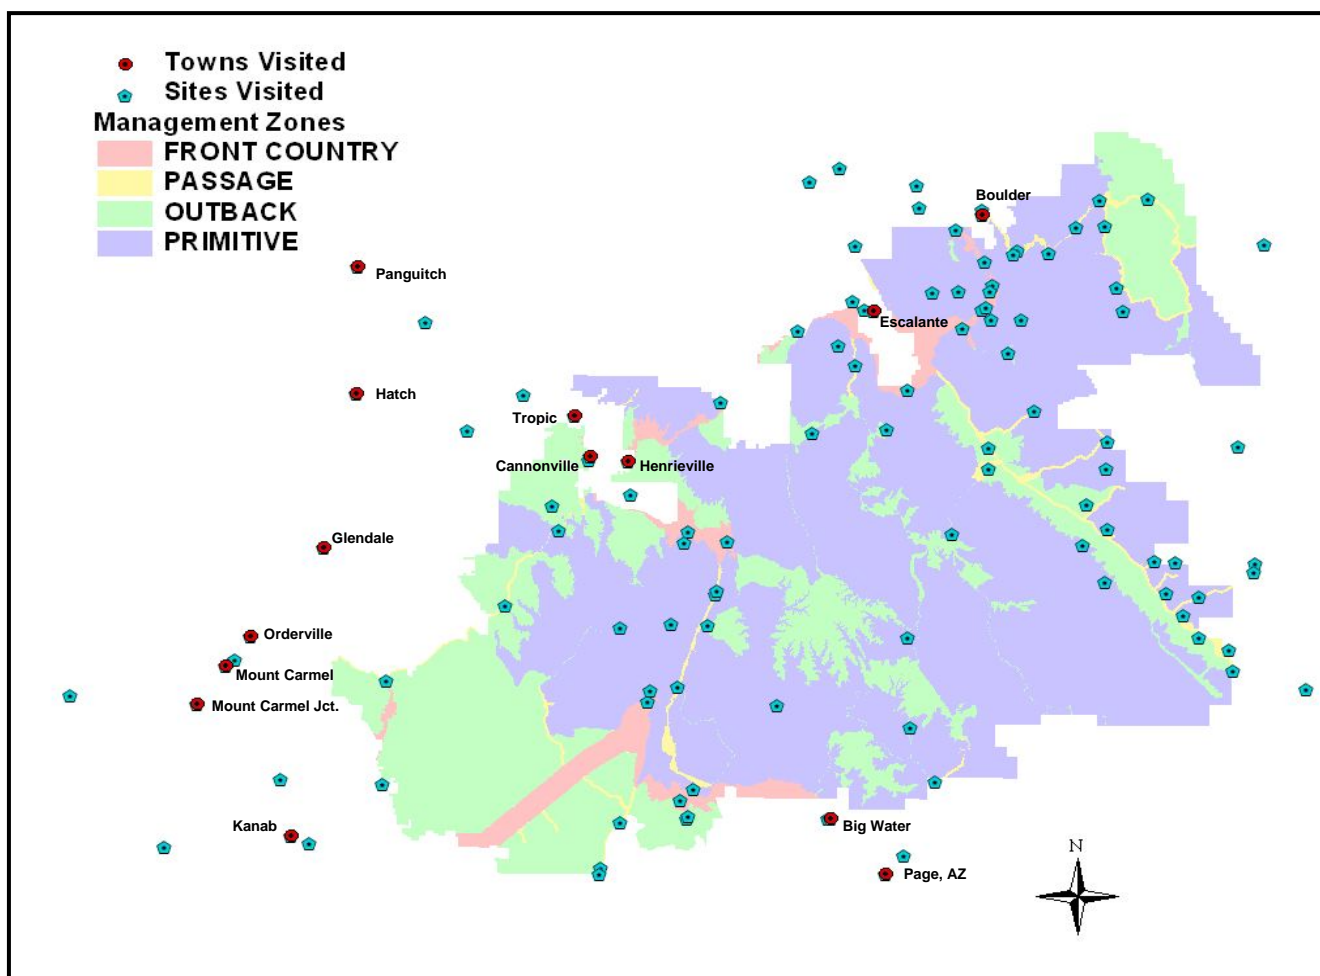 Towns Visited
Sites Visited
Management Zones
FRONT COUNTRY
PASSAGE
OUTBACK
PRIMITIVE
Boulder
Panguitch
Escalante
Hatch
Tropic
Cannonville
Henrieville
Glendale
Orderville
Mount Carmel
Mount Carmel Jct.
Kanab
Big Water
Page, AZ
N